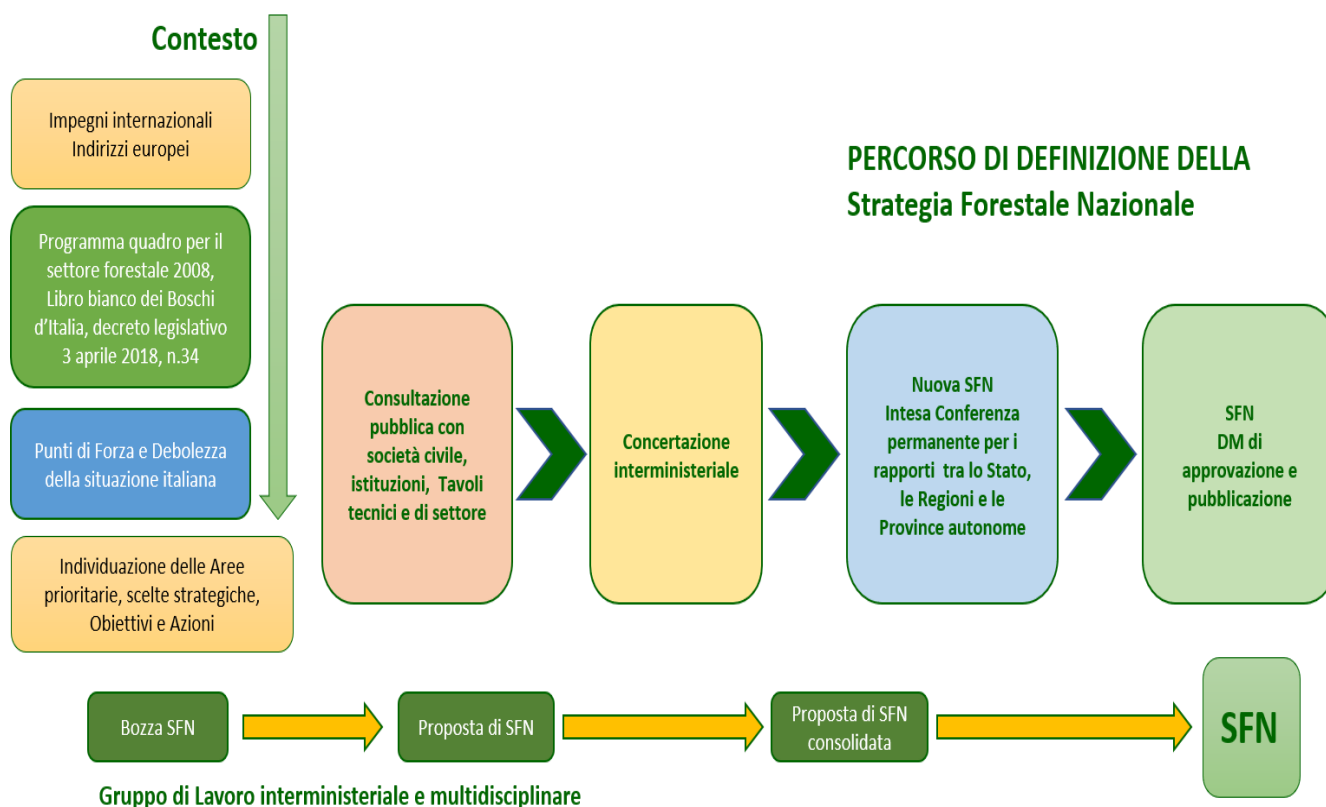 Contesto
Impegni internazionali
Indirizzi europei
Programma quadro per il
settore forestale 2008,
Libro bianco dei Boschi
d'Italia, decreto legislativo
3 aprile 2018, n.34
Punti di Forza e Debolezza
della situazione italiana
Individuazione delle Aree
prioritarie, scelte strategiche,
Obiettivi e Azioni
PERCORSO DI DEFINIZIONE DELLA
Strategia Forestale Nazionale
Consultazione
pubblica con
società civile,
istituzioni, Tavoli
tecnici e di settore
Concertazione
interministeriale
Nuova SFN
Intesa Conferenza
permanente per i
rapporti tra lo Stato,
le Regioni e le
Province autonome
SFN
DM di
approvazione e
pubblicazione
Bozza SFN
Proposta di SFN
Proposta di SFN
consolidata
SFN
Gruppo di Lavoro interministeriale e multidisciplinare